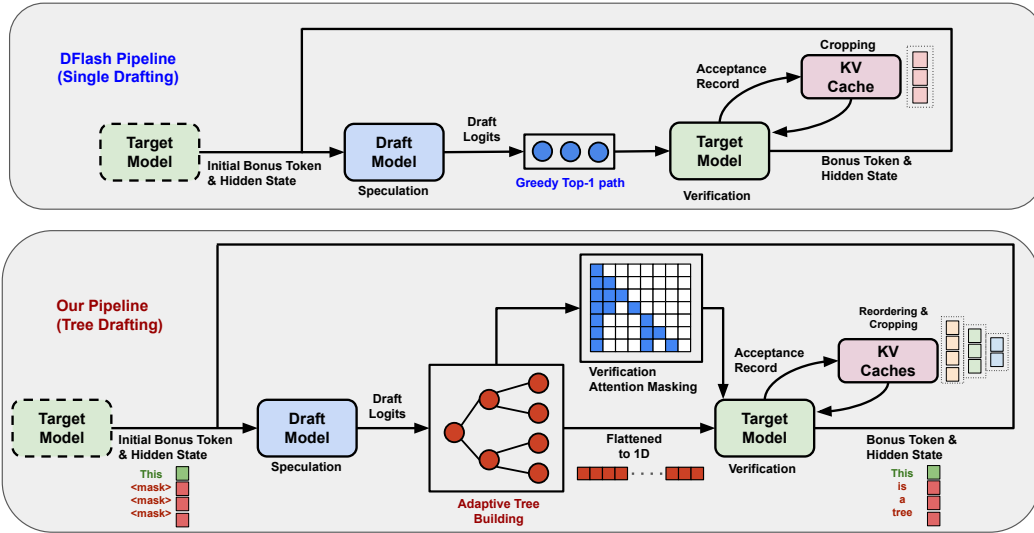 DFlash Pipeline
(Single Drafting)
Target
Model
Initial Bonus Token
& Hidden State
Draft
Model
Speculation
Draft
Logits
Greedy Top-1 path
Target
Model
Verification
Acceptance
Record
Cropping
KV
Cache
Bonus Token &
Hidden State
Our Pipeline
(Tree Drafting)
Target
Model
Initial Bonus Token
& Hidden State
This
<mask>
<mask>
<mask>
Draft
Model
Speculation
Draft
Logits
Adaptive Tree
Building
Verification
Attention Masking
Flattened
to 1D
Target
Model
Verification
Acceptance
Record
Reordering &
Cropping
KV
Caches
Bonus Token &
Hidden State
This
is
a
tree